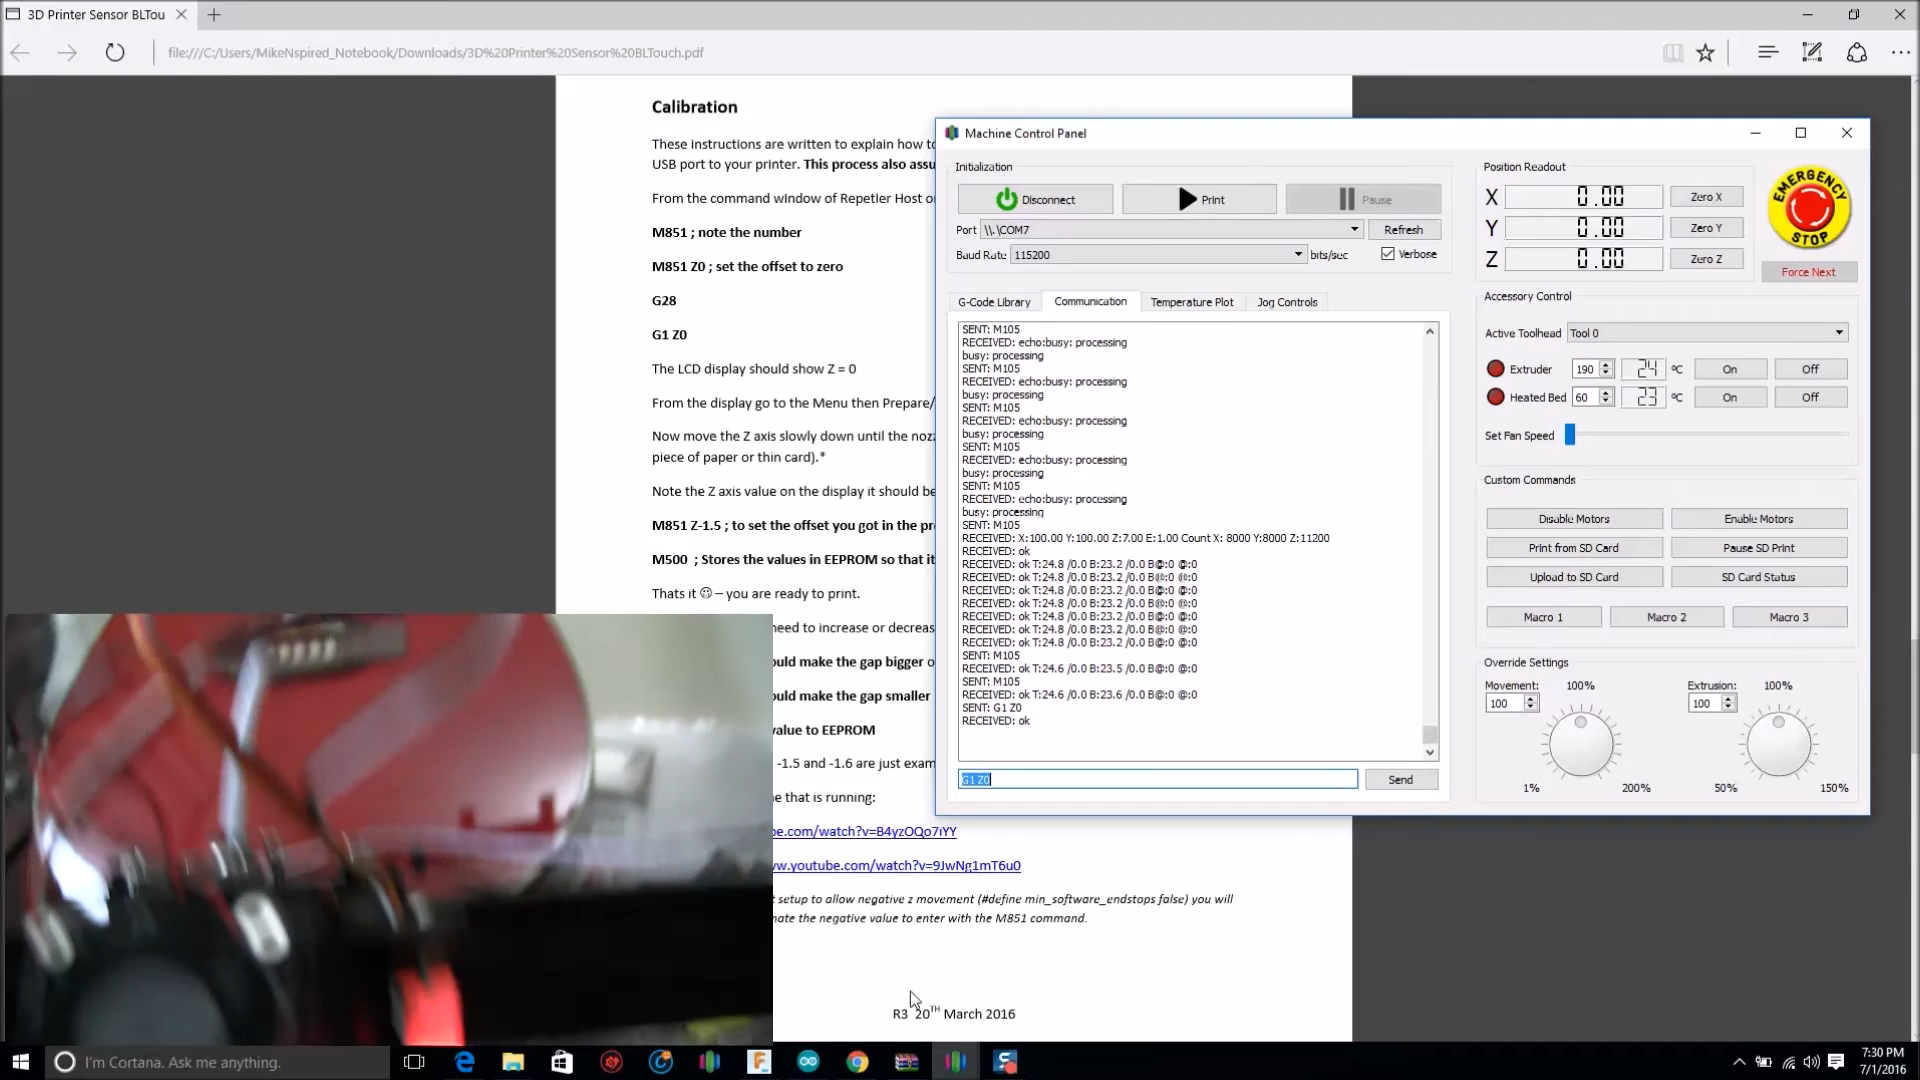 3D Printer Sensor BLTou
file:///C:/Users/MikeNspired_Notebook/Downloads/3D%20Printer%20Sensor%20BLTouch.pdf
Calibration
These instructions are written to explain how to
USB port to your printer. This process also assu
From the command window of Repetier Host or
M851 ; note the number
M851 Z0 ; set the offset to zero
G28
G1 Z0
The LCD display should show Z = 0
From the display go to the Menu then Prepare/
Now move the Z axis slowly down until the nozz
piece of paper or thin card).*
Note the Z axis value on the display it should be
M851 Z-1.5 ; to set the offset you got in the pr
M500 ; Stores the values in EEPROM so that it
Thats it ☺ – you are ready to print.
need to increase or decreas
ould make the gap bigger o
ould make the gap smaller
value to EEPROM
-1.5 and -1.6 are just exam
e that is running:
be.com/watch?v=B4yzOQo7iYY
ww.youtube.com/watch?v=9JwNg1mT6u0
t setup to allow negative z movement (#define min_software_endstops false) you will
nate the negative value to enter with the M851 command.
R3 20TH March 2016
Machine Control Panel
Initialization
Disconnect
Print
Pause
Port \\.\COM7
Refresh
Baud Rate 115200 bits/sec
Verbose
G-Code Library
Communication
Temperature Plot
Jog Controls
SENT: M105
RECEIVED: echo:busy: processing
busy: processing
SENT: M105
RECEIVED: echo:busy: processing
busy: processing
SENT: M105
RECEIVED: echo:busy: processing
busy: processing
SENT: M105
RECEIVED: echo:busy: processing
busy: processing
SENT: M105
RECEIVED: echo:busy: processing
busy: processing
SENT: M105
RECEIVED: X:100.00 Y:100.00 Z:7.00 E:1.00 Count X: 8000 Y:8000 Z:11200
RECEIVED: ok
RECEIVED: ok T:24.8 /0.0 B:23.2 /0.0 B@:0 @:0
RECEIVED: ok T:24.8 /0.0 B:23.2 /0.0 B@:0 @:0
RECEIVED: ok T:24.8 /0.0 B:23.2 /0.0 B@:0 @:0
RECEIVED: ok T:24.8 /0.0 B:23.2 /0.0 B@:0 @:0
RECEIVED: ok T:24.8 /0.0 B:23.2 /0.0 B@:0 @:0
RECEIVED: ok T:24.8 /0.0 B:23.2 /0.0 B@:0 @:0
RECEIVED: ok T:24.8 /0.0 B:23.2 /0.0 B@:0 @:0
SENT: M105
RECEIVED: ok T:24.6 /0.0 B:23.5 /0.0 B@:0 @:0
SENT: M105
RECEIVED: ok T:24.6 /0.0 B:23.6 /0.0 B@:0 @:0
SENT: G1 Z0
RECEIVED: ok
G1 Z0
Send
Position Readout
X 0.00 Zero X
Y 0.00 Zero Y
Z 0.00 Zero Z
EMERGENCY
STOP
Force Next
Accessory Control
Active Toolhead Tool 0
Extruder 190 24 ºC On Off
Heated Bed 60 23 ºC On Off
Set Fan Speed
Custom Commands
Disable Motors
Enable Motors
Print from SD Card
Pause SD Print
Upload to SD Card
SD Card Status
Macro 1
Macro 2
Macro 3
Override Settings
Movement: 100%
100
1% 200%
Extrusion: 100%
100
50% 150%
I'm Cortana. Ask me anything.
7:30 PM
7/1/2016